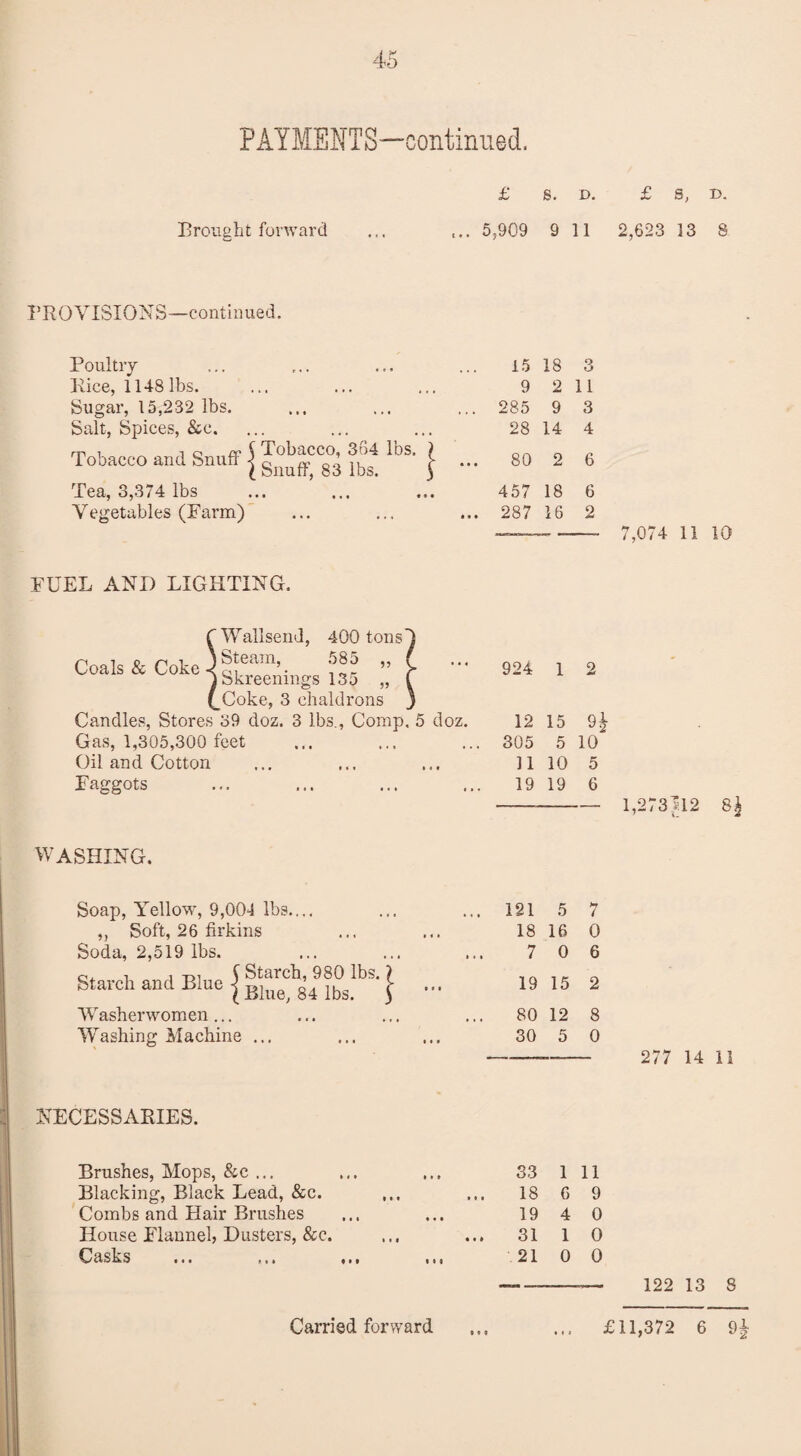 45
PAYMENTS—continued.
£ S. D. £ S, D.
Brought forward ... ... 5,909 9 11 2,623 13 8
PROVISIONS—continued.
Poultry ... ... ... ... 15 18 3
Rice, 1148 lbs. ... ... ... 9 2 11
Sugar, 15,232 lbs. ... ... ... 285 9 3
Salt, Spices, &c. ... ... ... 28 14 4
Tobacco and Snuff { Tobacco, 364 lbs. } { Snuff, 83 lbs. } ... 80 2 6
Tea, 3,374 lbs ... ... ... 457 18 6
Vegetables (Farm) ... ... ... 287 16 2
7,074 11 10
FUEL AND LIGHTING.
Coals & Coke { Wallsend, 400 tons }
Steam, 585 „
Skreenings 135 „ ... 924 1 2
Coke, 3 chaldrons
Candles, Stores 39 doz. 3 lbs., Comp. 5 doz. 12 15 9½
Gas, 1,305,300 feet ... ... ... 305 5 10
Oil and Cotton ... ... ... 11 10 5
Faggots ... ... ... ... 19 19 6
1,273 12 8½
WASHING.
Soap, Yellow, 9,004 lbs.... ... ... 121 5 7
„ Soft, 26 firkins ... ... 18 16 0
Soda, 2,519 lbs. ... ... ... 7 0 6
Starch and Blue { Starch, 980 lbs. } { Blue, 84 lbs. } ... 19 15 2
Washerwomen ... ... ... ... 80 12 8
Washing Machine ... ... ... 30 5 0
277 14 11
NECESSARIES.
Brushes, Mops, &c ... ... ... 33 1 11
Blacking, Black Lead, &c. ... ... 18 6 9
Combs and Hair Brushes ... ... 19 4 0
House Flannel, Dusters, &c. ... ... 31 1 0
Casks ... ... ... ... 21 0 0
122 13 8
Carried forward ... ... £11,372 6 9½